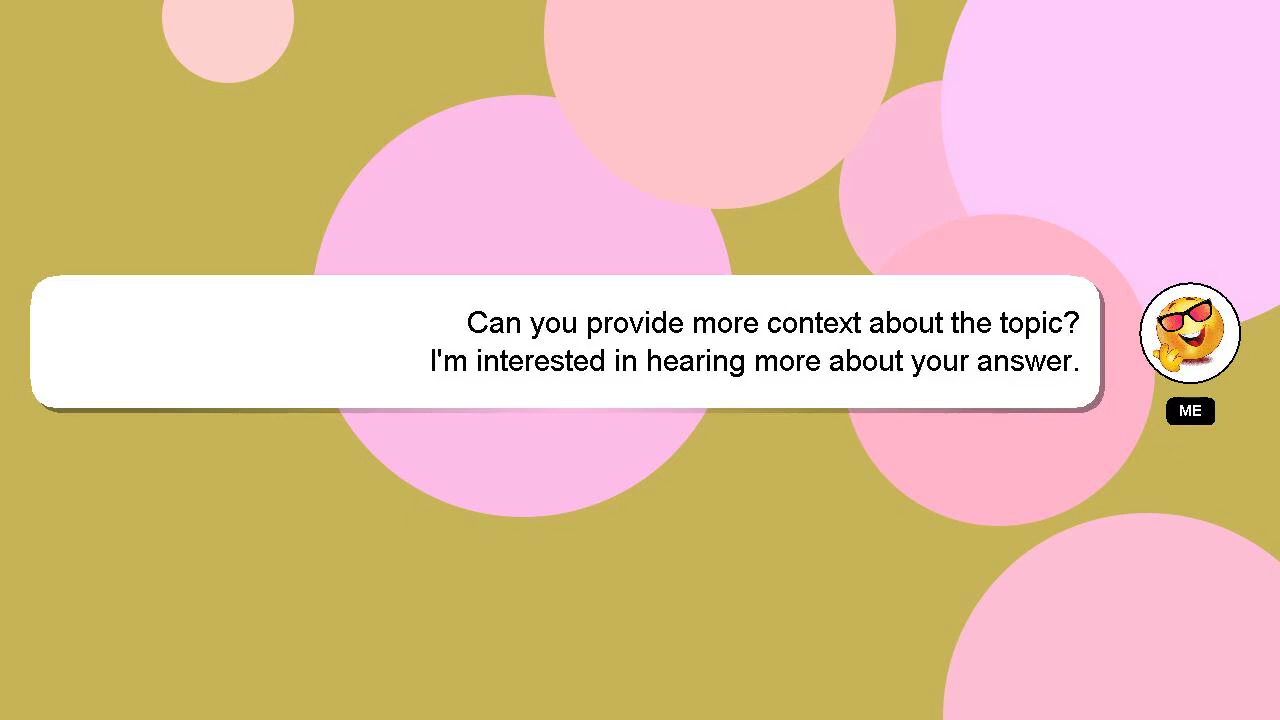 Can you provide more context about the topic?
I'm interested in hearing more about your answer.
ME